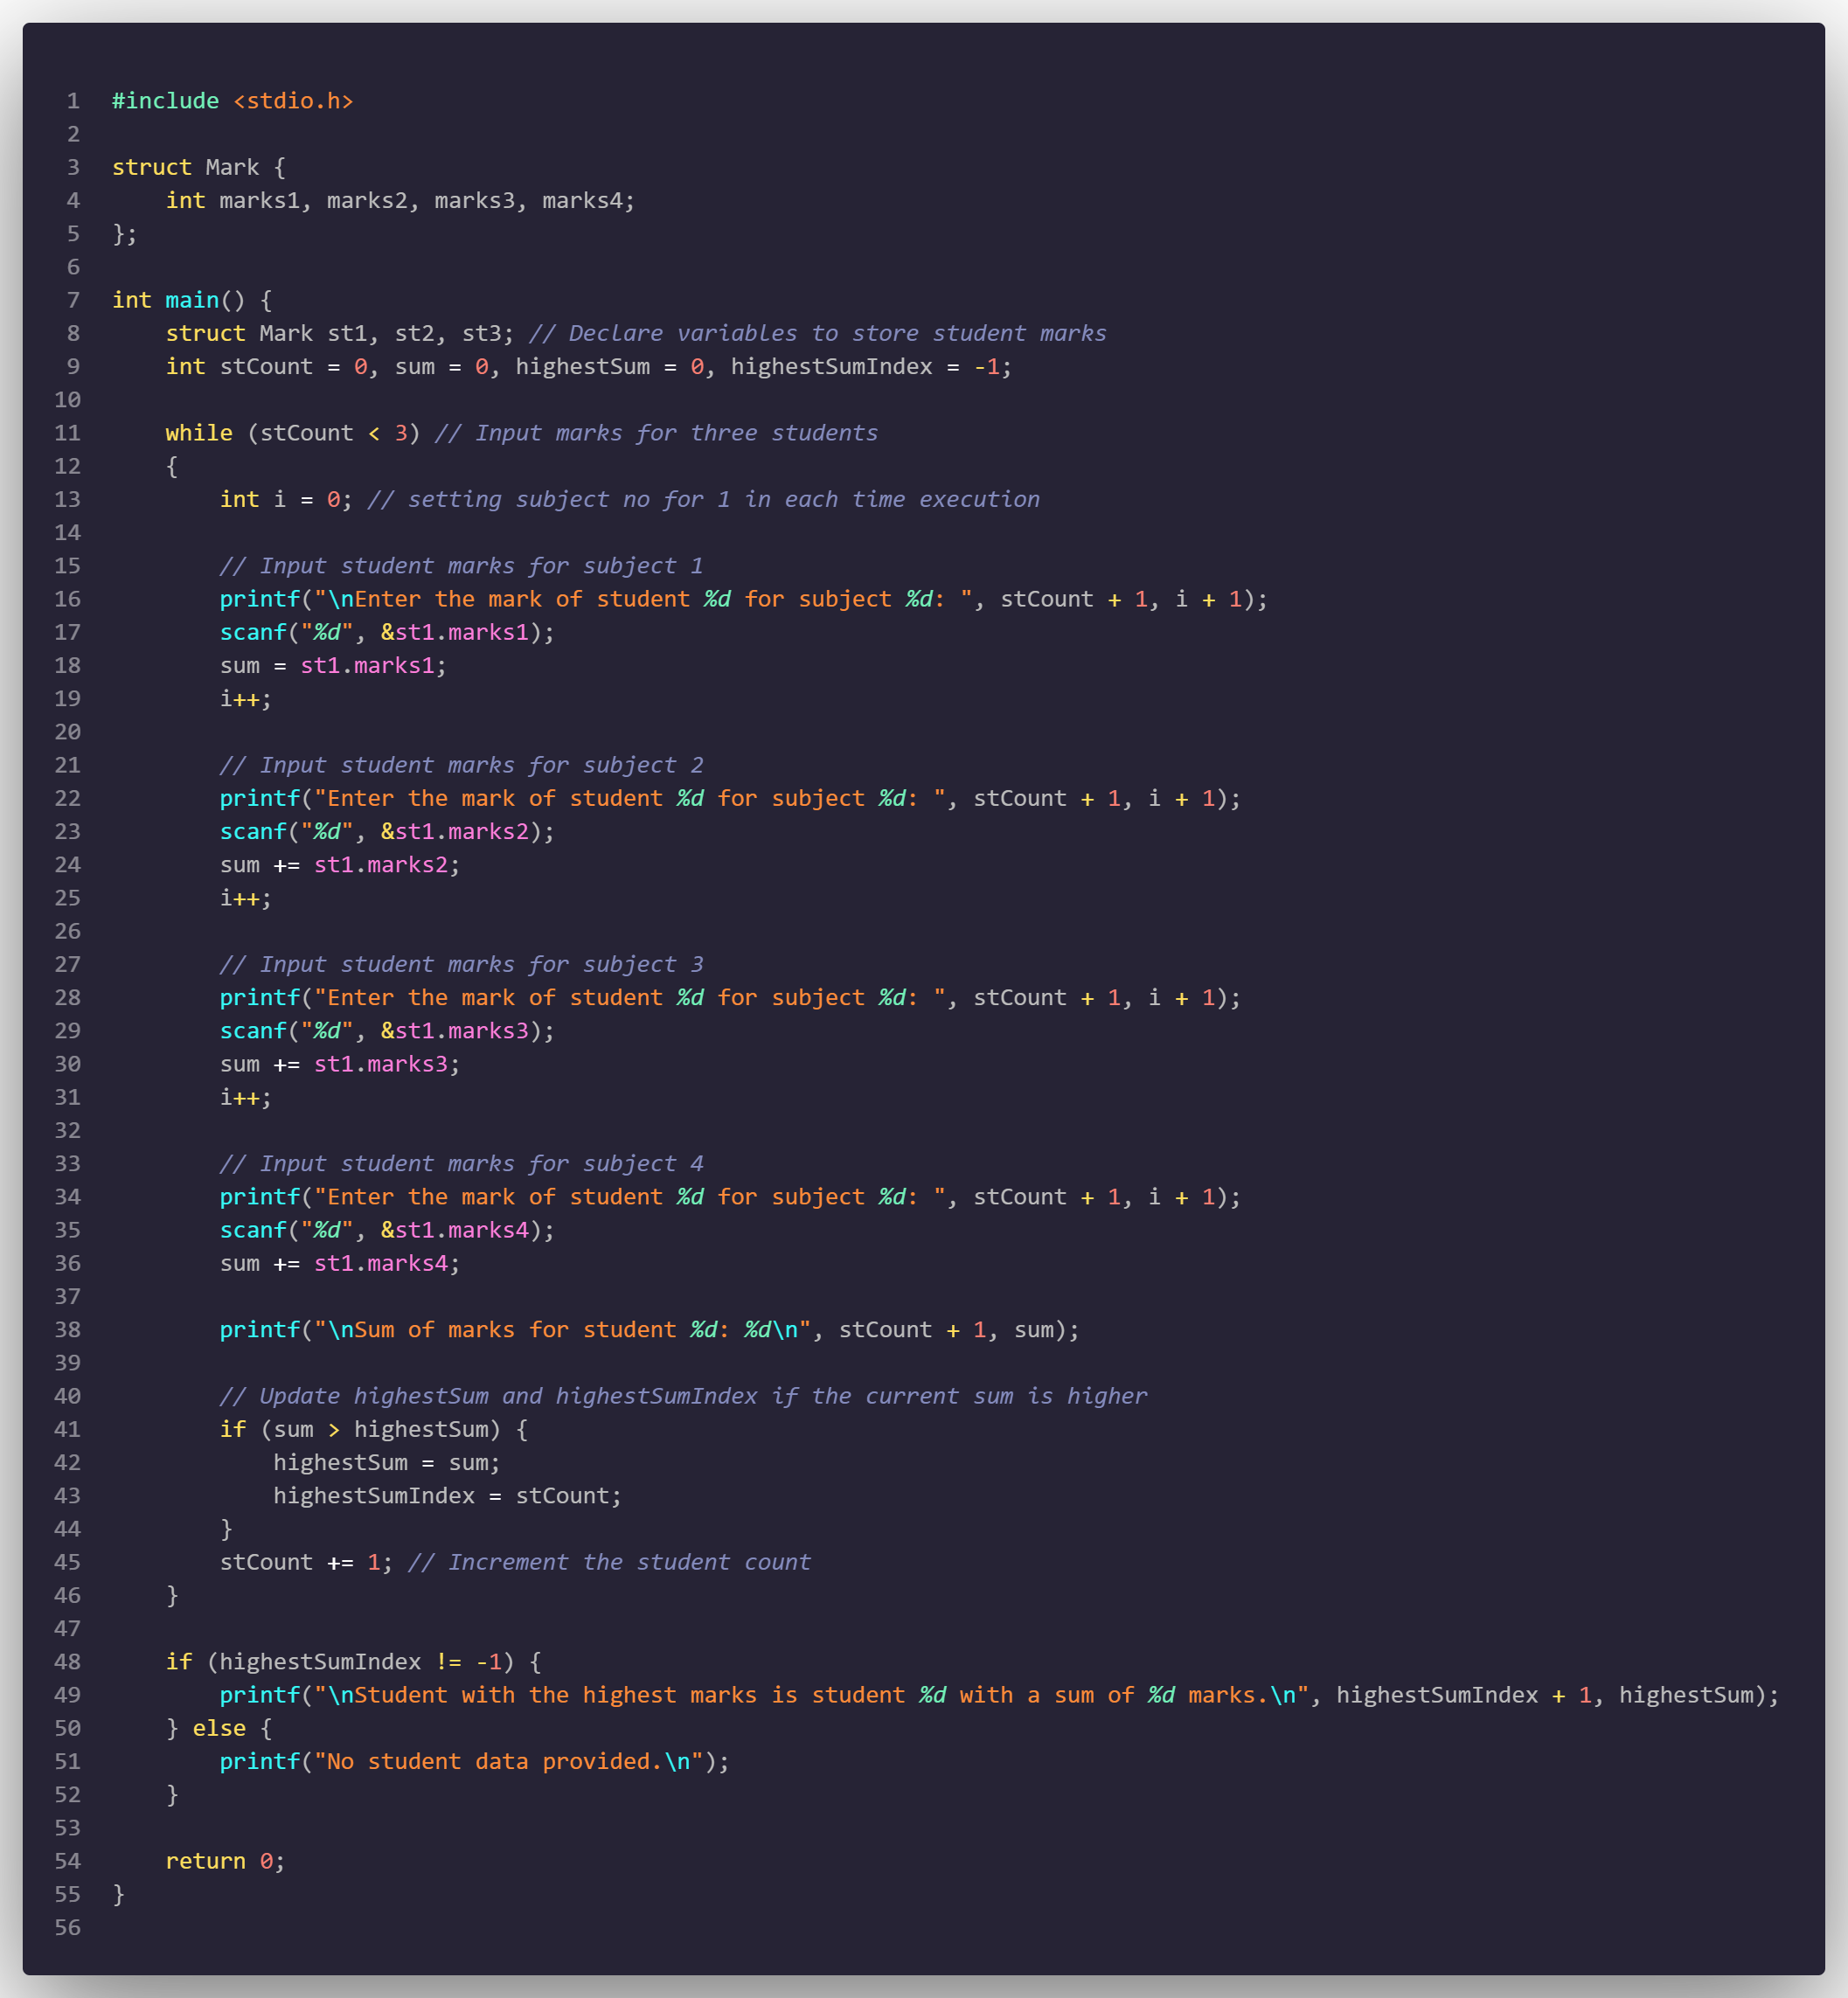 1 #include <stdio.h>
2
3 struct Mark {
4     int marks1, marks2, marks3, marks4;
5 };
6
7 int main() {
8     struct Mark st1, st2, st3; // Declare variables to store student marks
9     int stCount = 0, sum = 0, highestSum = 0, highestSumIndex = -1;
10
11     while (stCount < 3) // Input marks for three students
12     {
13         int i = 0; // setting subject no for 1 in each time execution
14
15         // Input student marks for subject 1
16         printf("\nEnter the mark of student %d for subject %d: ", stCount + 1, i + 1);
17         scanf("%d", &st1.marks1);
18         sum = st1.marks1;
19         i++;
20
21         // Input student marks for subject 2
22         printf("Enter the mark of student %d for subject %d: ", stCount + 1, i + 1);
23         scanf("%d", &st1.marks2);
24         sum += st1.marks2;
25         i++;
26
27         // Input student marks for subject 3
28         printf("Enter the mark of student %d for subject %d: ", stCount + 1, i + 1);
29         scanf("%d", &st1.marks3);
30         sum += st1.marks3;
31         i++;
32
33         // Input student marks for subject 4
34         printf("Enter the mark of student %d for subject %d: ", stCount + 1, i + 1);
35         scanf("%d", &st1.marks4);
36         sum += st1.marks4;
37
38         printf("\nSum of marks for student %d: %d\n", stCount + 1, sum);
39
40         // Update highestSum and highestSumIndex if the current sum is higher
41         if (sum > highestSum) {
42             highestSum = sum;
43             highestSumIndex = stCount;
44         }
45         stCount += 1; // Increment the student count
46     }
47
48     if (highestSumIndex != -1) {
49         printf("\nStudent with the highest marks is student %d with a sum of %d marks.\n", highestSumIndex + 1, highestSum);
50     } else {
51         printf("No student data provided.\n");
52     }
53
54     return 0;
55 }
56